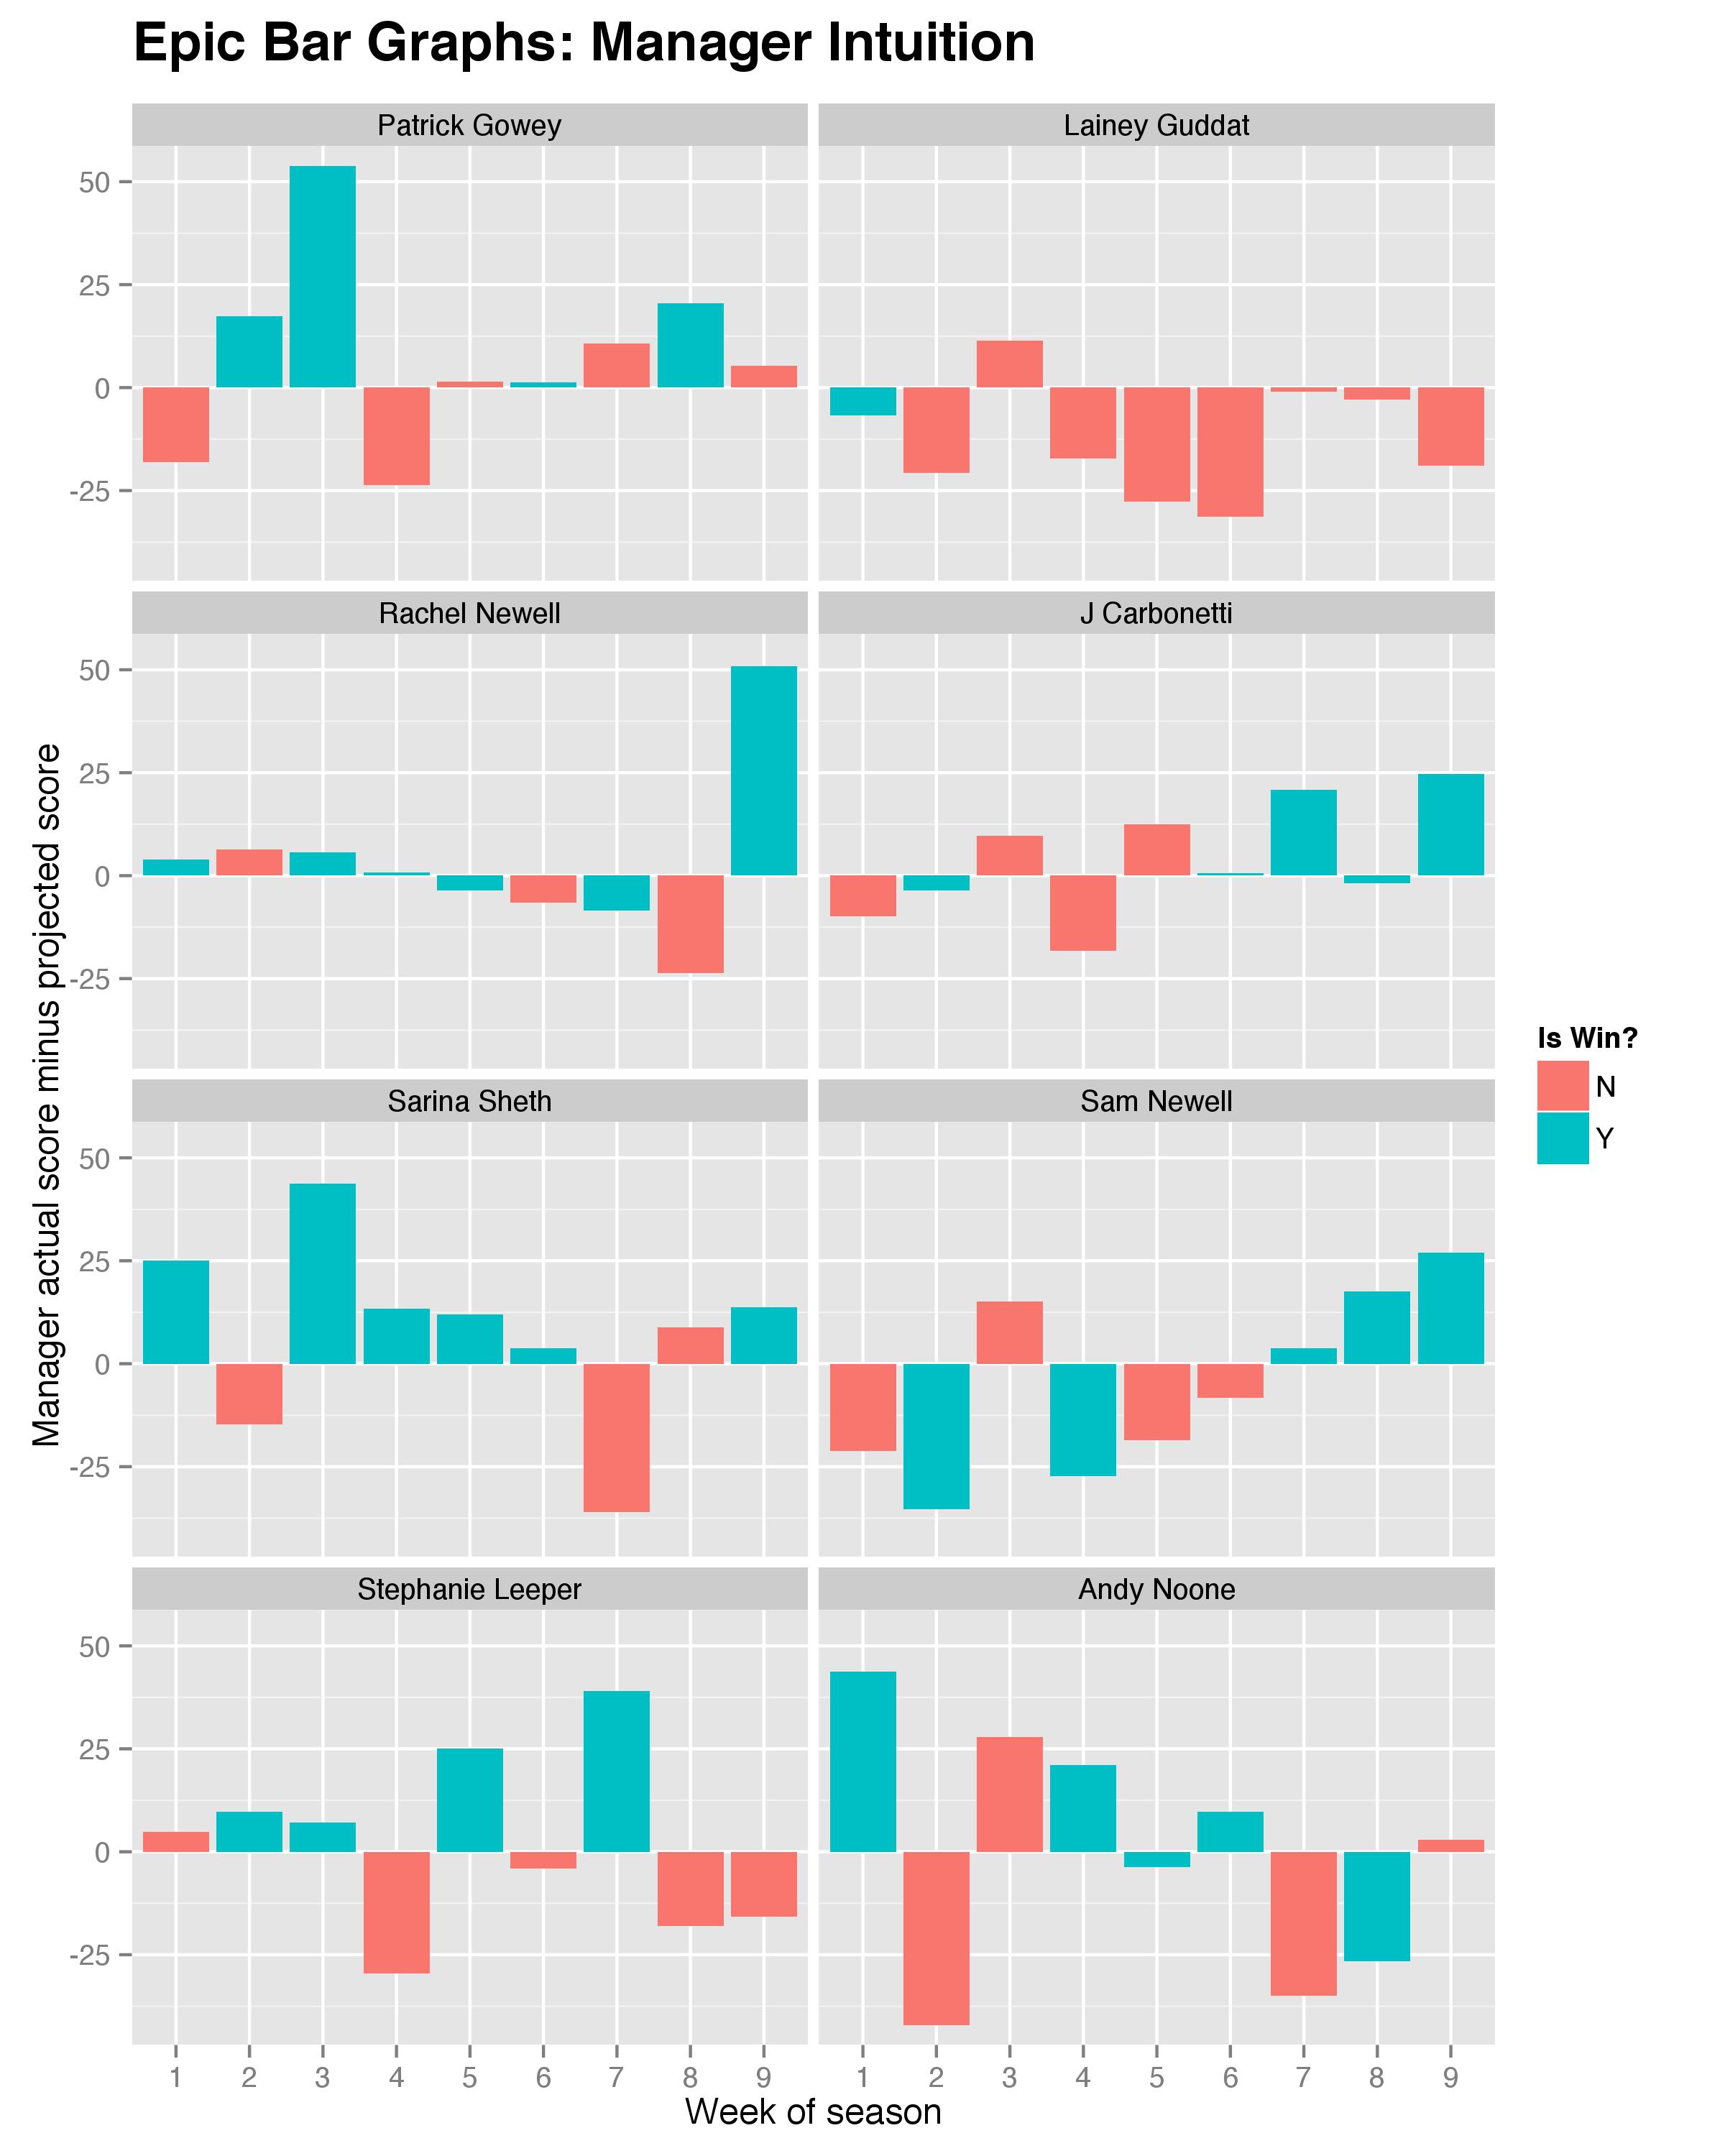 Epic Bar Graphs: Manager Intuition
Patrick Gowey
Lainey Guddat
50
25
0
-25
Rachel Newell
J Carbonetti
50
25
0
-25
Sarina Sheth
Sam Newell
50
25
0
-25
Stephanie Leeper
Andy Noone
50
25
0
-25
1 2 3 4 5 6 7 8 9
1 2 3 4 5 6 7 8 9
Week of season
Manager actual score minus projected score
Is Win?
N
Y